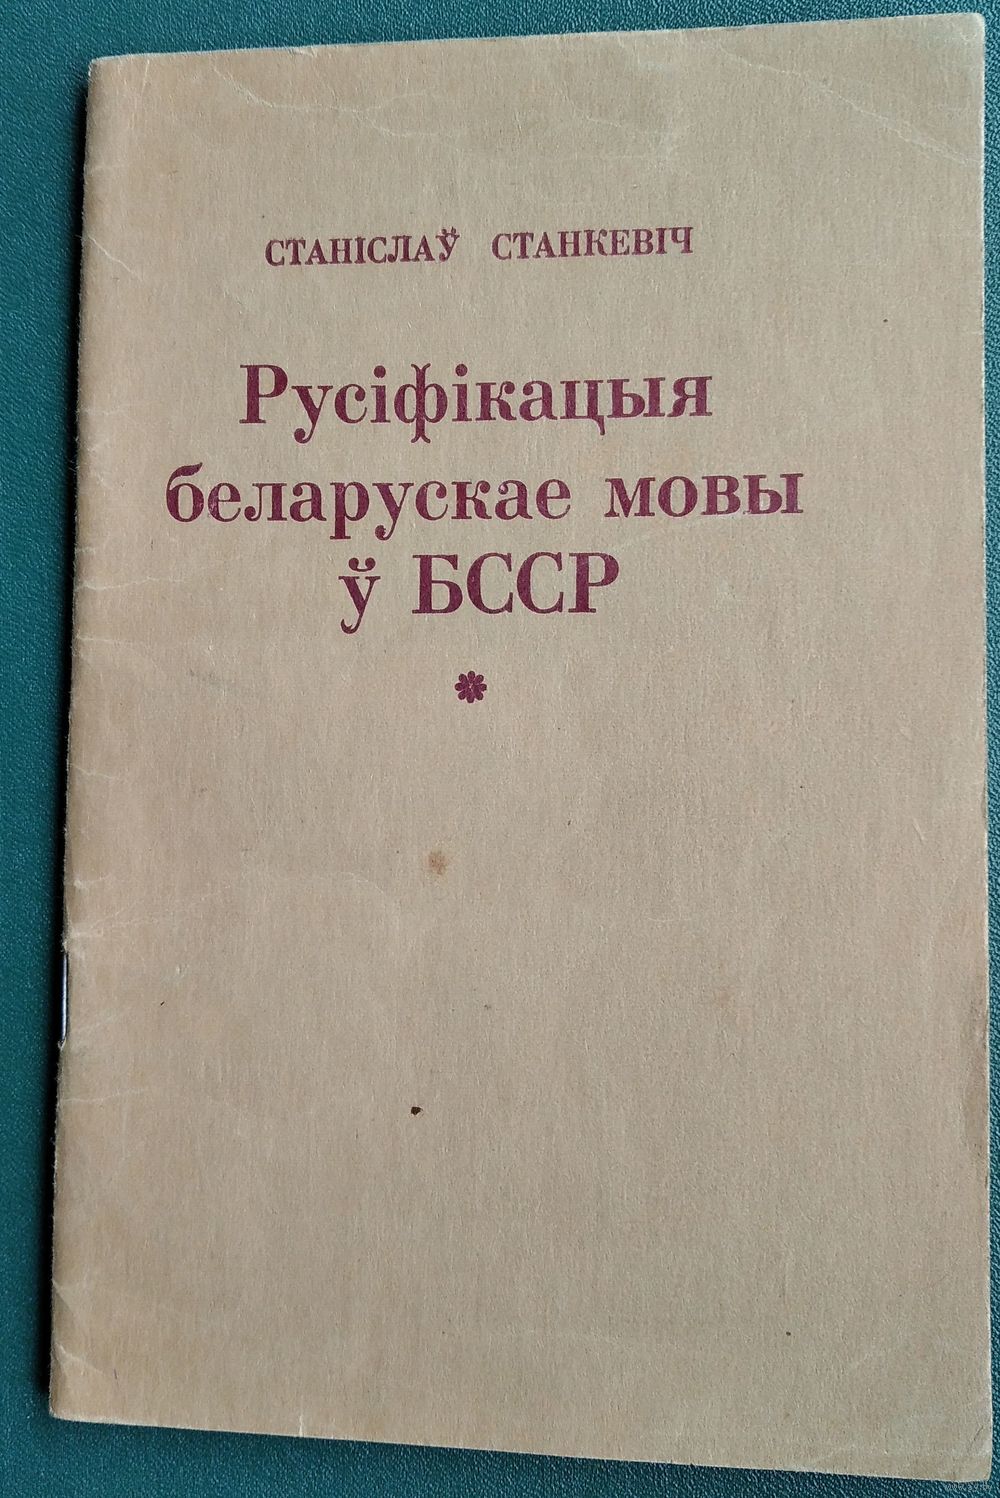 СТАНІСЛАЎ СТАНКЕВІЧ
Русіфікацыя
беларускае мовы
ў БССР